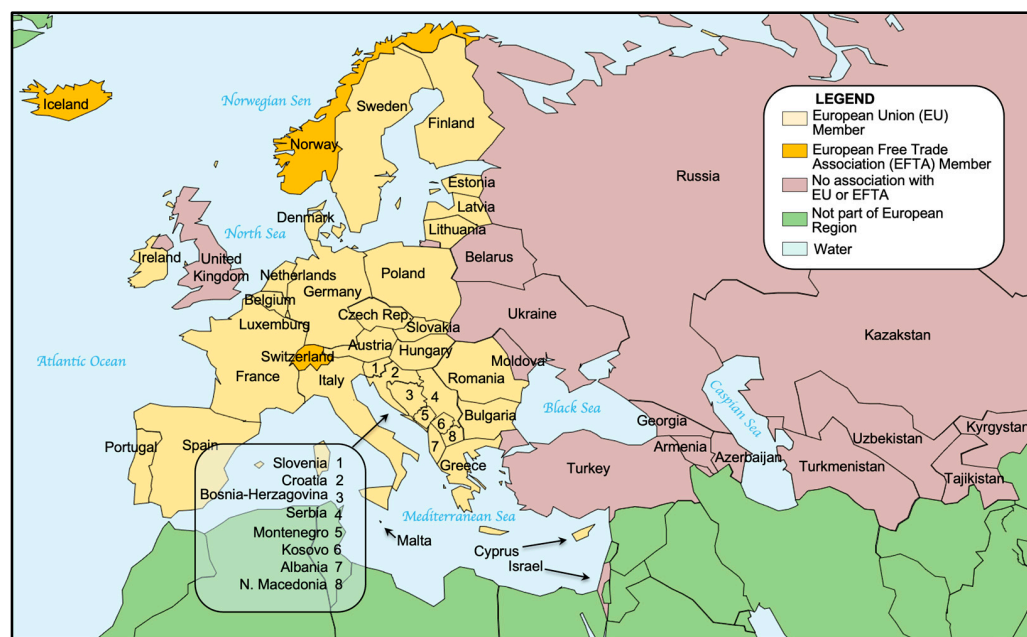 Iceland
Norwegian Sen
Sweden
Finland
Norway
Russia
LEGEND
European Union (EU)
Member
European Free Trade
Association (EFTA) Member
No association with
EU or EFTA
Not part of European
Region
Water
Estonia
Latvia
Lithuania
Denmark
North Sea
Ireland
United
Kingdom
Belarus
Netherlands
Poland
Germany
Belgium
Czech Rep.
Ukraine
Luxemburg
Slovakia
Kazakstan
Austria
Hungary
Switzerland
Moldova
Atlantic Ocean
France
Italy
1
2
3
4
5
6
7
8
Romania
Bulgaria
Black Sea
Caspian Sea
Georgia
Kyrgystan
Uzbekistan
Portugal
Spain
Armenia
Azerbaijan
Greece
Turkey
Turkmenistan
Tajikistan
Slovenia 1
Croatia 2
Bosnia-Herzagovina 3
Serbia 4
Montenegro 5
Kosovo 6
Albania 7
N. Macedonia 8
Mediterranean Sea
Malta
Cyprus
Israel